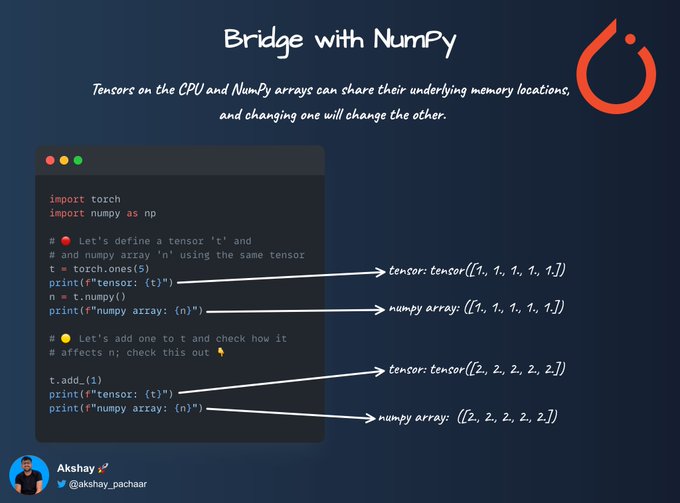 Bridge with NumPy
Tensors on the CPU and NumPy arrays can share their underlying memory locations,
and changing one will change the other.
import torch
import numpy as np
# 🔴 Let's define a tensor 't' and
# and numpy array 'n' using the same tensor
t = torch.ones(5)
print(f"tensor: {t}")
n = t.numpy()
print(f"numpy array: {n}")
# 🟡 Let's add one to t and check how it
# affects n; check this out 👇
t.add_(1)
print(f"tensor: {t}")
print(f"numpy array: {n}")
tensor: tensor([1., 1., 1., 1., 1.])
numpy array: ([1., 1., 1., 1., 1.])
tensor: tensor([2., 2., 2., 2., 2.])
numpy array: ([2., 2., 2., 2., 2.])
Akshay 🚀
@akshay_pachaar